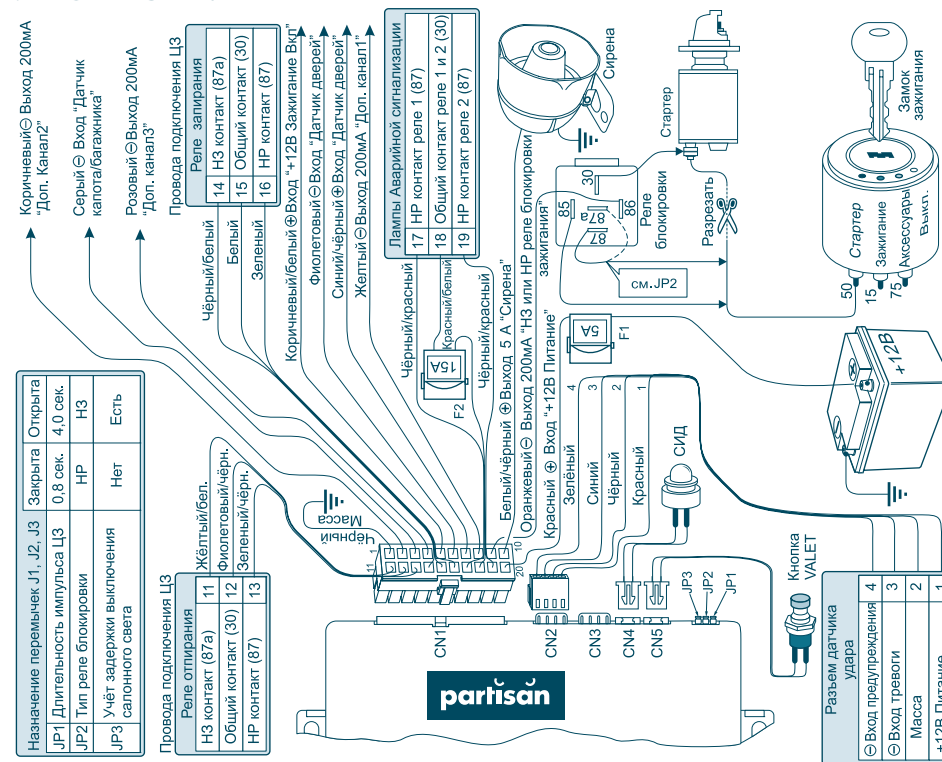 Коричневый ⊖ Выход 200мА
"Доп. Канал2"
Серый ⊖ Вход "Датчик
капота/багажника"
Розовый ⊖ Выход 200мА
"Доп. канал3"
Провода подключения ЦЗ
Реле запирания
14 НЗ контакт (87а)
15 Общий контакт (30)
16 НР контакт (87)
Чёрный/белый
Белый
Зеленый
Коричневый/белый ⊕ Вход "+12В Зажигание Вкл"
Фиолетовый ⊖ Вход "Датчик дверей"
Синий/чёрный ⊕ Вход "Датчик дверей"
Желтый ⊖ Выход 200МА "Доп. канал1"
Лампы Аварийной сигнализации
17 НР контакт реле 1 (87)
18 Общий контакт реле 1 и 2 (30)
19 НР контакт реле 2 (87)
Чёрный/красный
Красный/белый
15A
F2
Чёрный/красный
Белый/чёрный ⊕ Выход 5 А "Сирена"
Оранжевый ⊖ Выход 200мА "НЗ или НР реле блокировки
зажигания"
Красный ⊕ Вход "+12В Питание"
Сирена
Стартер
85
30
87а
87
86
Реле
блокировки
см.JP2
Разрезать
5A
F1
Замок
зажигания
50 Стартер
15 Зажигание
75 Аксессуары
Выкл.
+12В
Назначение перемычек J1, J2, J3 Закрыта Открыта
JP1 Длительность импульса ЦЗ 0,8 сек. 4,0 сек.
JP2 Тип реле блокировки НР НЗ
JP3 Учёт задержки выключения
салонного света Нет Есть
Провода подключения ЦЗ
Реле отпирания
НЗ контакт (87а) 11
Общий контакт (30) 12
НР контакт (87) 13
Жёлтый/бел.
Фиолетовый/чёрн.
Зеленый/чёрн.
Масса
Чёрный
1
10
11
20
Зелёный 4
Синий 3
Чёрный 2
Красный 1
СИД
CN1
CN2
CN3
CN4
CN5
JP3
JP2
JP1
partisan
Кнопка
VALET
Разъем датчика
удара
⊖ Вход предупреждения 4
⊖ Вход тревоги 3
Масса 2
+12В Питание 1